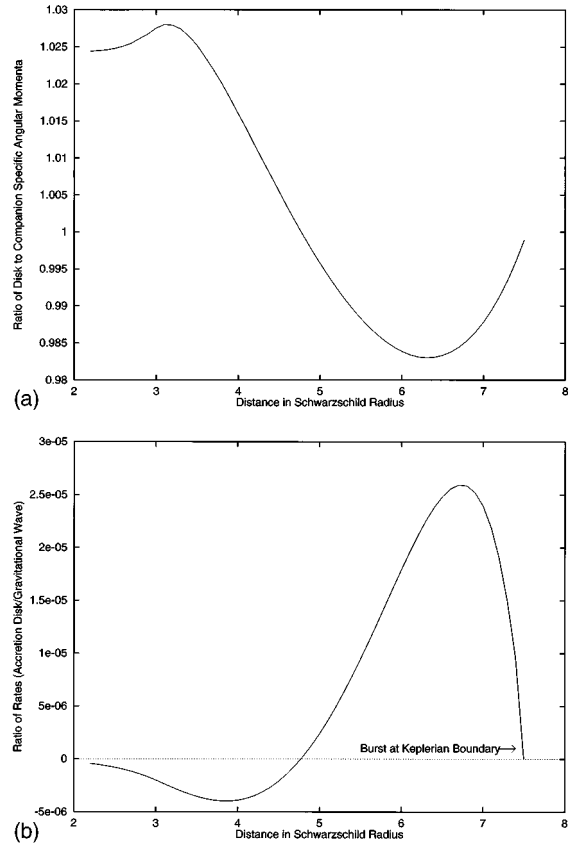 1.03
1.025
1.02
1.015
1.01
1.005
1
0.995
0.99
0.985
0.98
Ratio of Disk to Companion Specific Angular Momenta
2 3 4 5 6 7 8
Distance in Schwarzschild Radius
(a)
3e-05
2.5e-05
2e-05
1.5e-05
1e-05
5e-06
0
-5e-06
Ratio of Rates (Accretion Disk/Gravitational Wave)
Burst at Keplerian Boundary→
2 3 4 5 6 7 8
Distance in Schwarzschild Radius
(b)